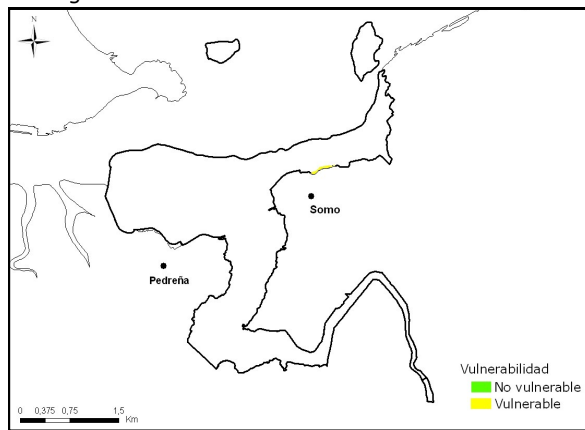 N
Somo
Pedreña
Vulnerabilidad
No vulnerable
Vulnerable
0 0,375 0,75 1,5
Km